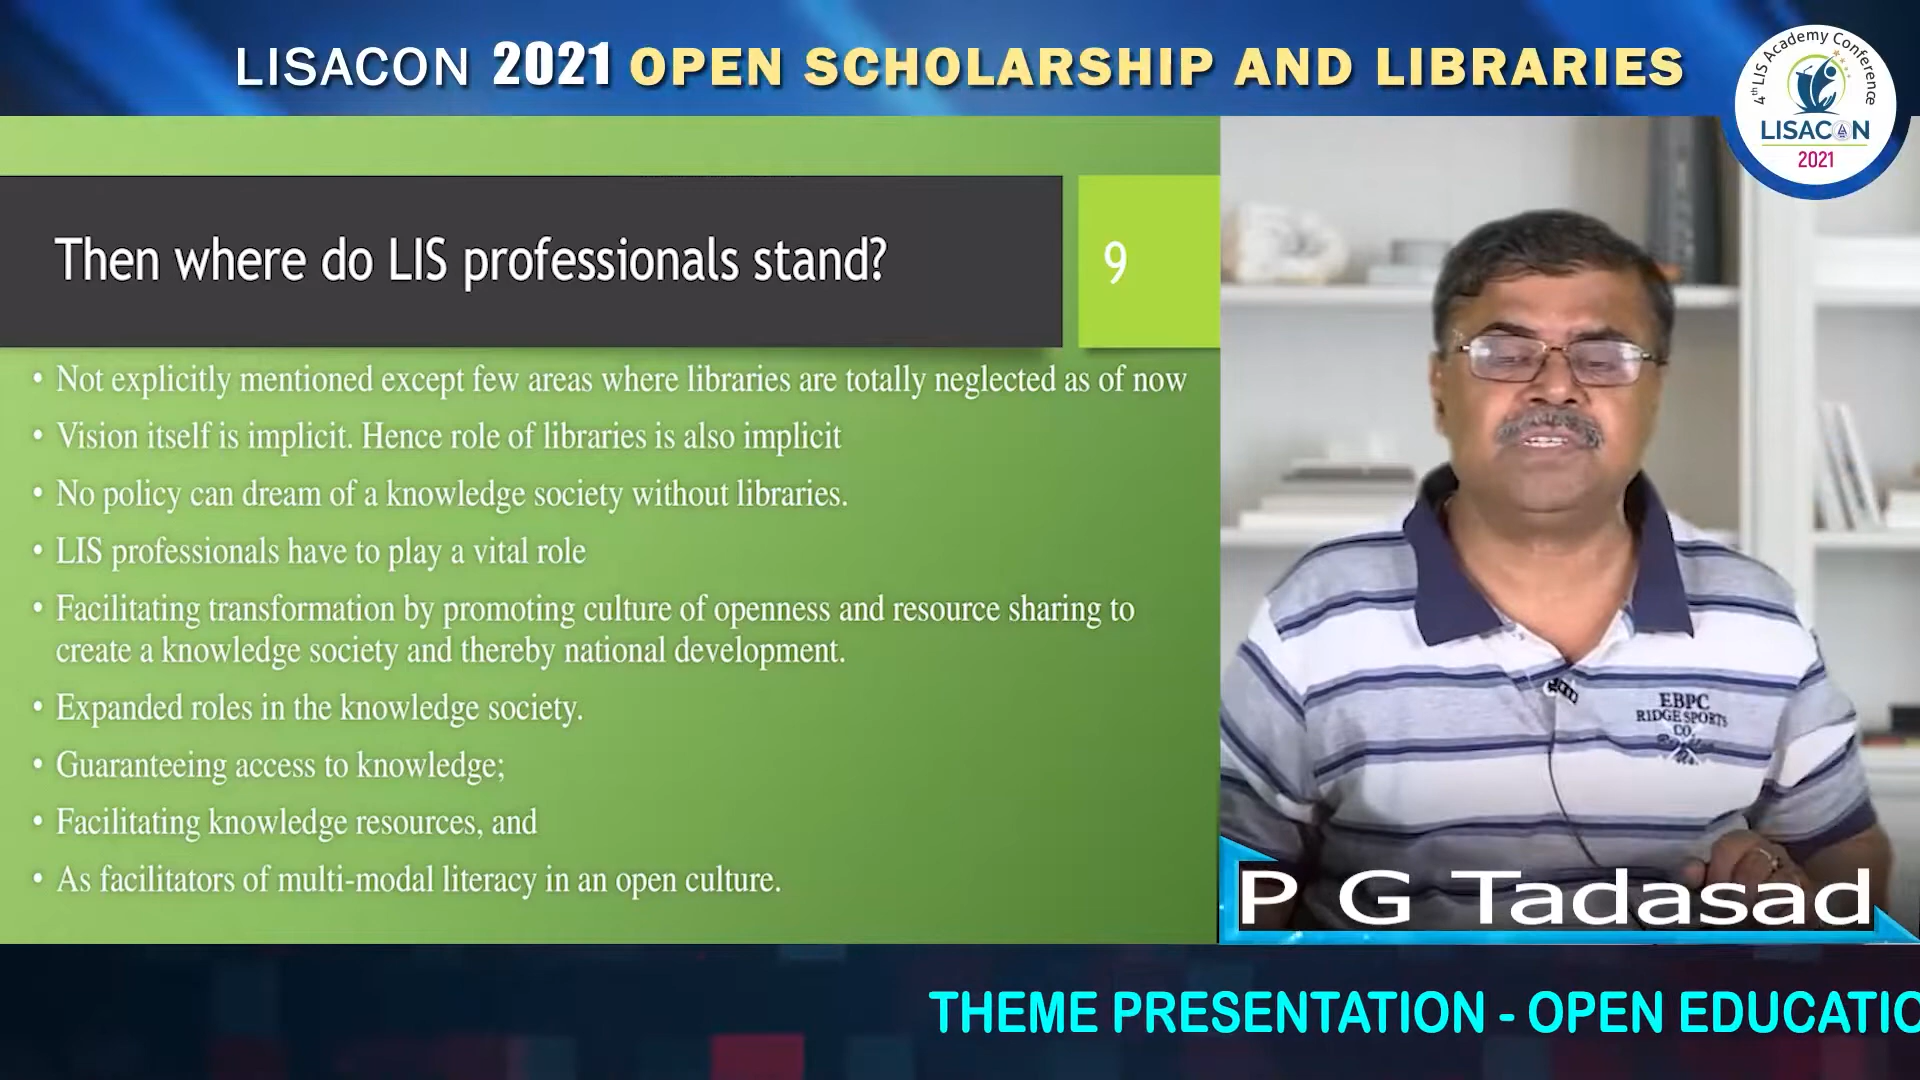 LISACON 2021 OPEN SCHOLARSHIP AND LIBRARIES
4th LIS Academy Conference
LISACON
2021
Then where do LIS professionals stand?
9
• Not explicitly mentioned except few areas where libraries are totally neglected as of now
• Vision itself is implicit. Hence role of libraries is also implicit
• No policy can dream of a knowledge society without libraries.
• LIS professionals have to play a vital role
• Facilitating transformation by promoting culture of openness and resource sharing to
create a knowledge society and thereby national development.
• Expanded roles in the knowledge society.
• Guaranteeing access to knowledge;
• Facilitating knowledge resources, and
• As facilitators of multi-modal literacy in an open culture.
EBPC
RIDGE SPORTS
CO.
P G Tadasad
THEME PRESENTATION - OPEN EDUCATIO